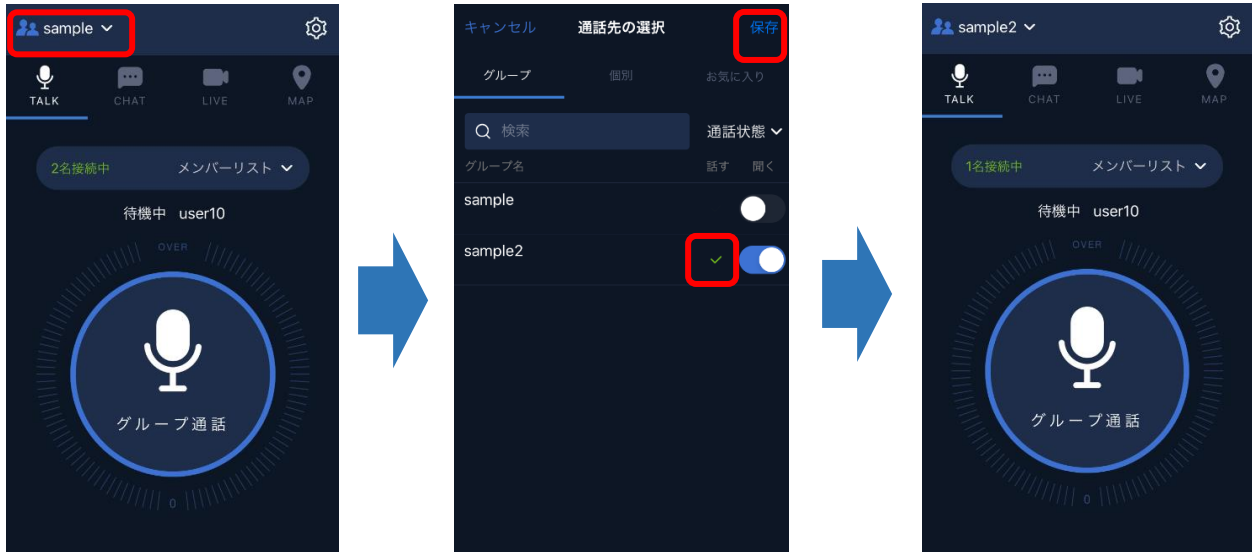 sample
TALK CHAT LIVE MAP
2名接続中 メンバーリスト
待機中 user10
OVER
グループ通話
0
キャンセル 通話先の選択 保存
グループ 個別 お気に入り
検索 通話状態
グループ名 話す 聞く
sample
sample2
sample2
TALK CHAT LIVE MAP
1名接続中 メンバーリスト
待機中 user10
OVER
グループ通話
0